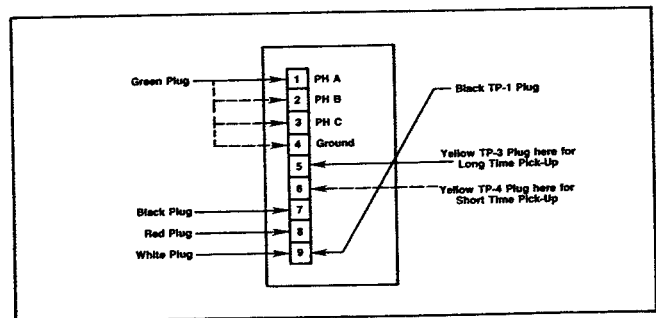 Green Plug
1 PH A
2 PH B
3 PH C
4 Ground
5
6
7
8
9
Black Plug
Red Plug
White Plug
Black TP-1 Plug
Yellow TP-3 Plug here for
Long Time Pick-Up
Yellow TP-4 Plug here for
Short Time Pick-Up